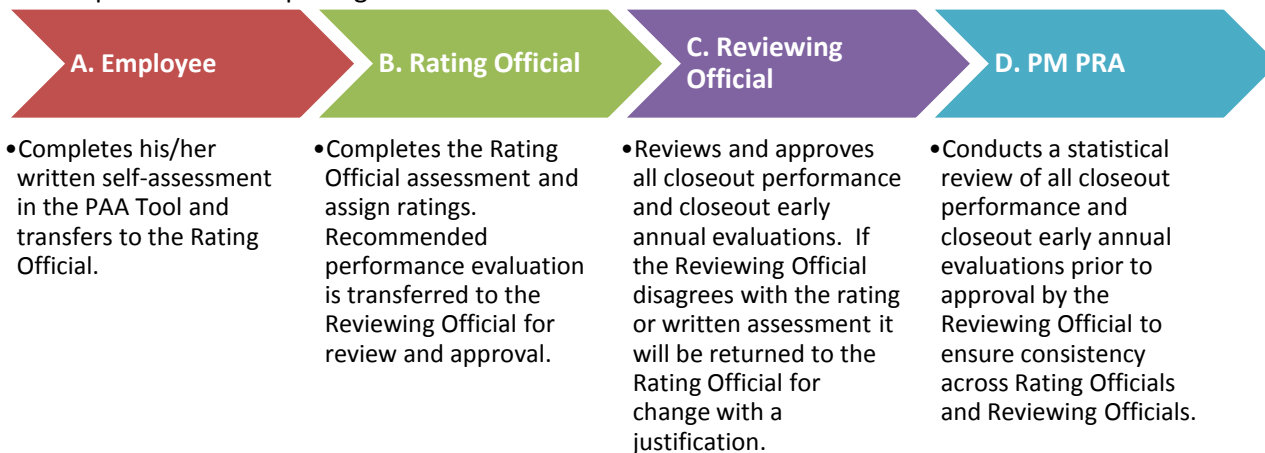 A. Employee
B. Rating Official
C. Reviewing
Official
D. PM PRA
•Completes his/her
written self-assessment
in the PAA Tool and
transfers to the Rating
Official.
•Completes the Rating
Official assessment and
assign ratings.
Recommended
performance evaluation
is transferred to the
Reviewing Official for
review and approval.
•Reviews and approves
all closeout performance
and closeout early
annual evaluations.  If
the Reviewing Official
disagrees with the rating
or written assessment it
will be returned to the
Rating Official for
change with a
justification.
•Conducts a statistical
review of all closeout
performance and
closeout early annual
evaluations prior to
approval by the
Reviewing Official to
ensure consistency
across Rating Officials
and Reviewing Officials.